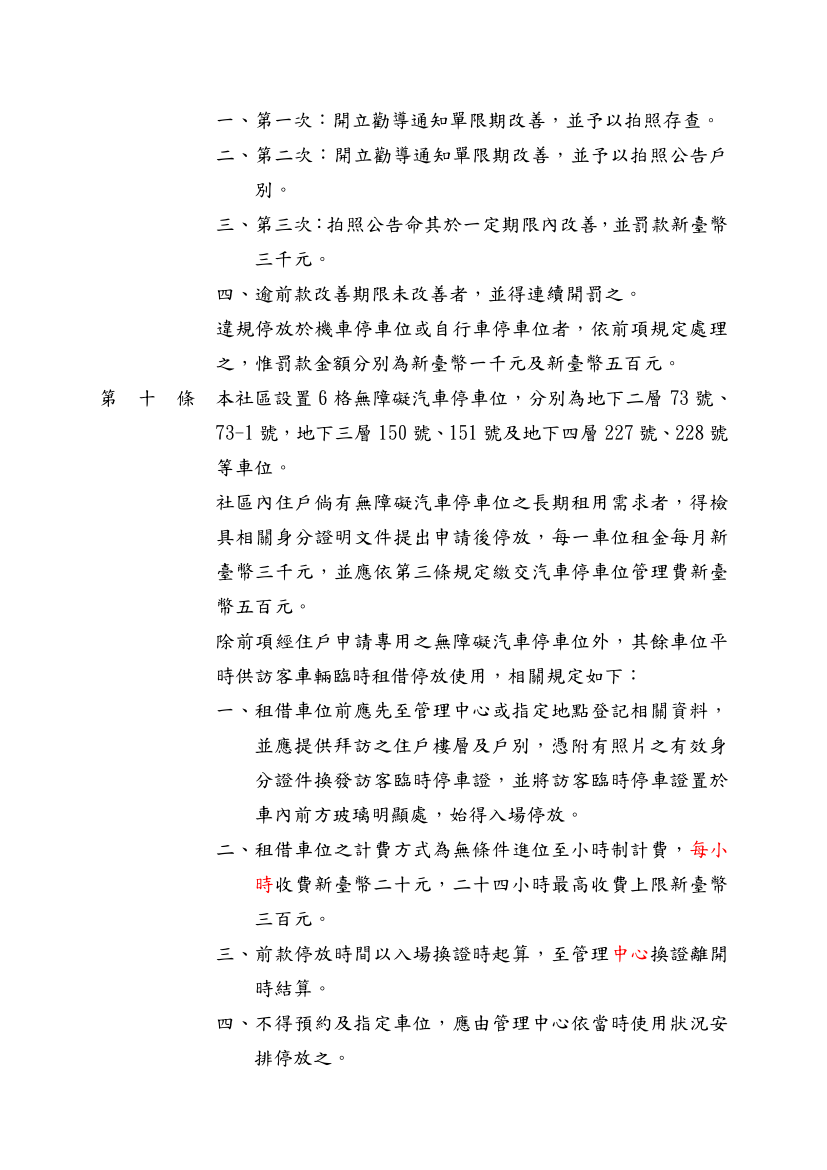 一、第一次：開立勸導通知單限期改善，並予以拍照存查。
二、第二次：開立勸導通知單限期改善，並予以拍照公告戶
別。
三、第三次：拍照公告命其於一定期限內改善，並罰款新臺幣
三千元。
四、逾前款改善期限未改善者，並得連續開罰之。
違規停放於機車停車位或自行車停車位者，依前項規定處理
之，惟罰款金額分別為新臺幣一千元及新臺幣五百元。
第 十 條 本社區設置 6 格無障礙汽車停車位，分別為地下二層 73 號、
73-1 號，地下三層 150 號、151 號及地下四層 227 號、228 號
等車位。
社區內住戶倘有無障礙汽車停車位之長期租用需求者，得檢
具相關身分證明文件提出申請後停放，每一車位租金每月新
臺幣三千元，並應依第三條規定繳交汽車停車位管理費新臺
幣五百元。
除前項經住戶申請專用之無障礙汽車停車位外，其餘車位平
時供訪客車輛臨時租借停放使用，相關規定如下：
一、租借車位前應先至管理中心或指定地點登記相關資料，
並應提供拜訪之住戶樓層及戶別，憑附有照片之有效身
分證件換發訪客臨時停車證，並將訪客臨時停車證置於
車內前方玻璃明顯處，始得入場停放。
二、租借車位之計費方式為無條件進位至小時制計費，每小
時收費新臺幣二十元，二十四小時最高收費上限新臺幣
三百元。
三、前款停放時間以入場換證時起算，至管理中心換證離開
時結算。
四、不得預約及指定車位，應由管理中心依當時使用狀況安
排停放之。